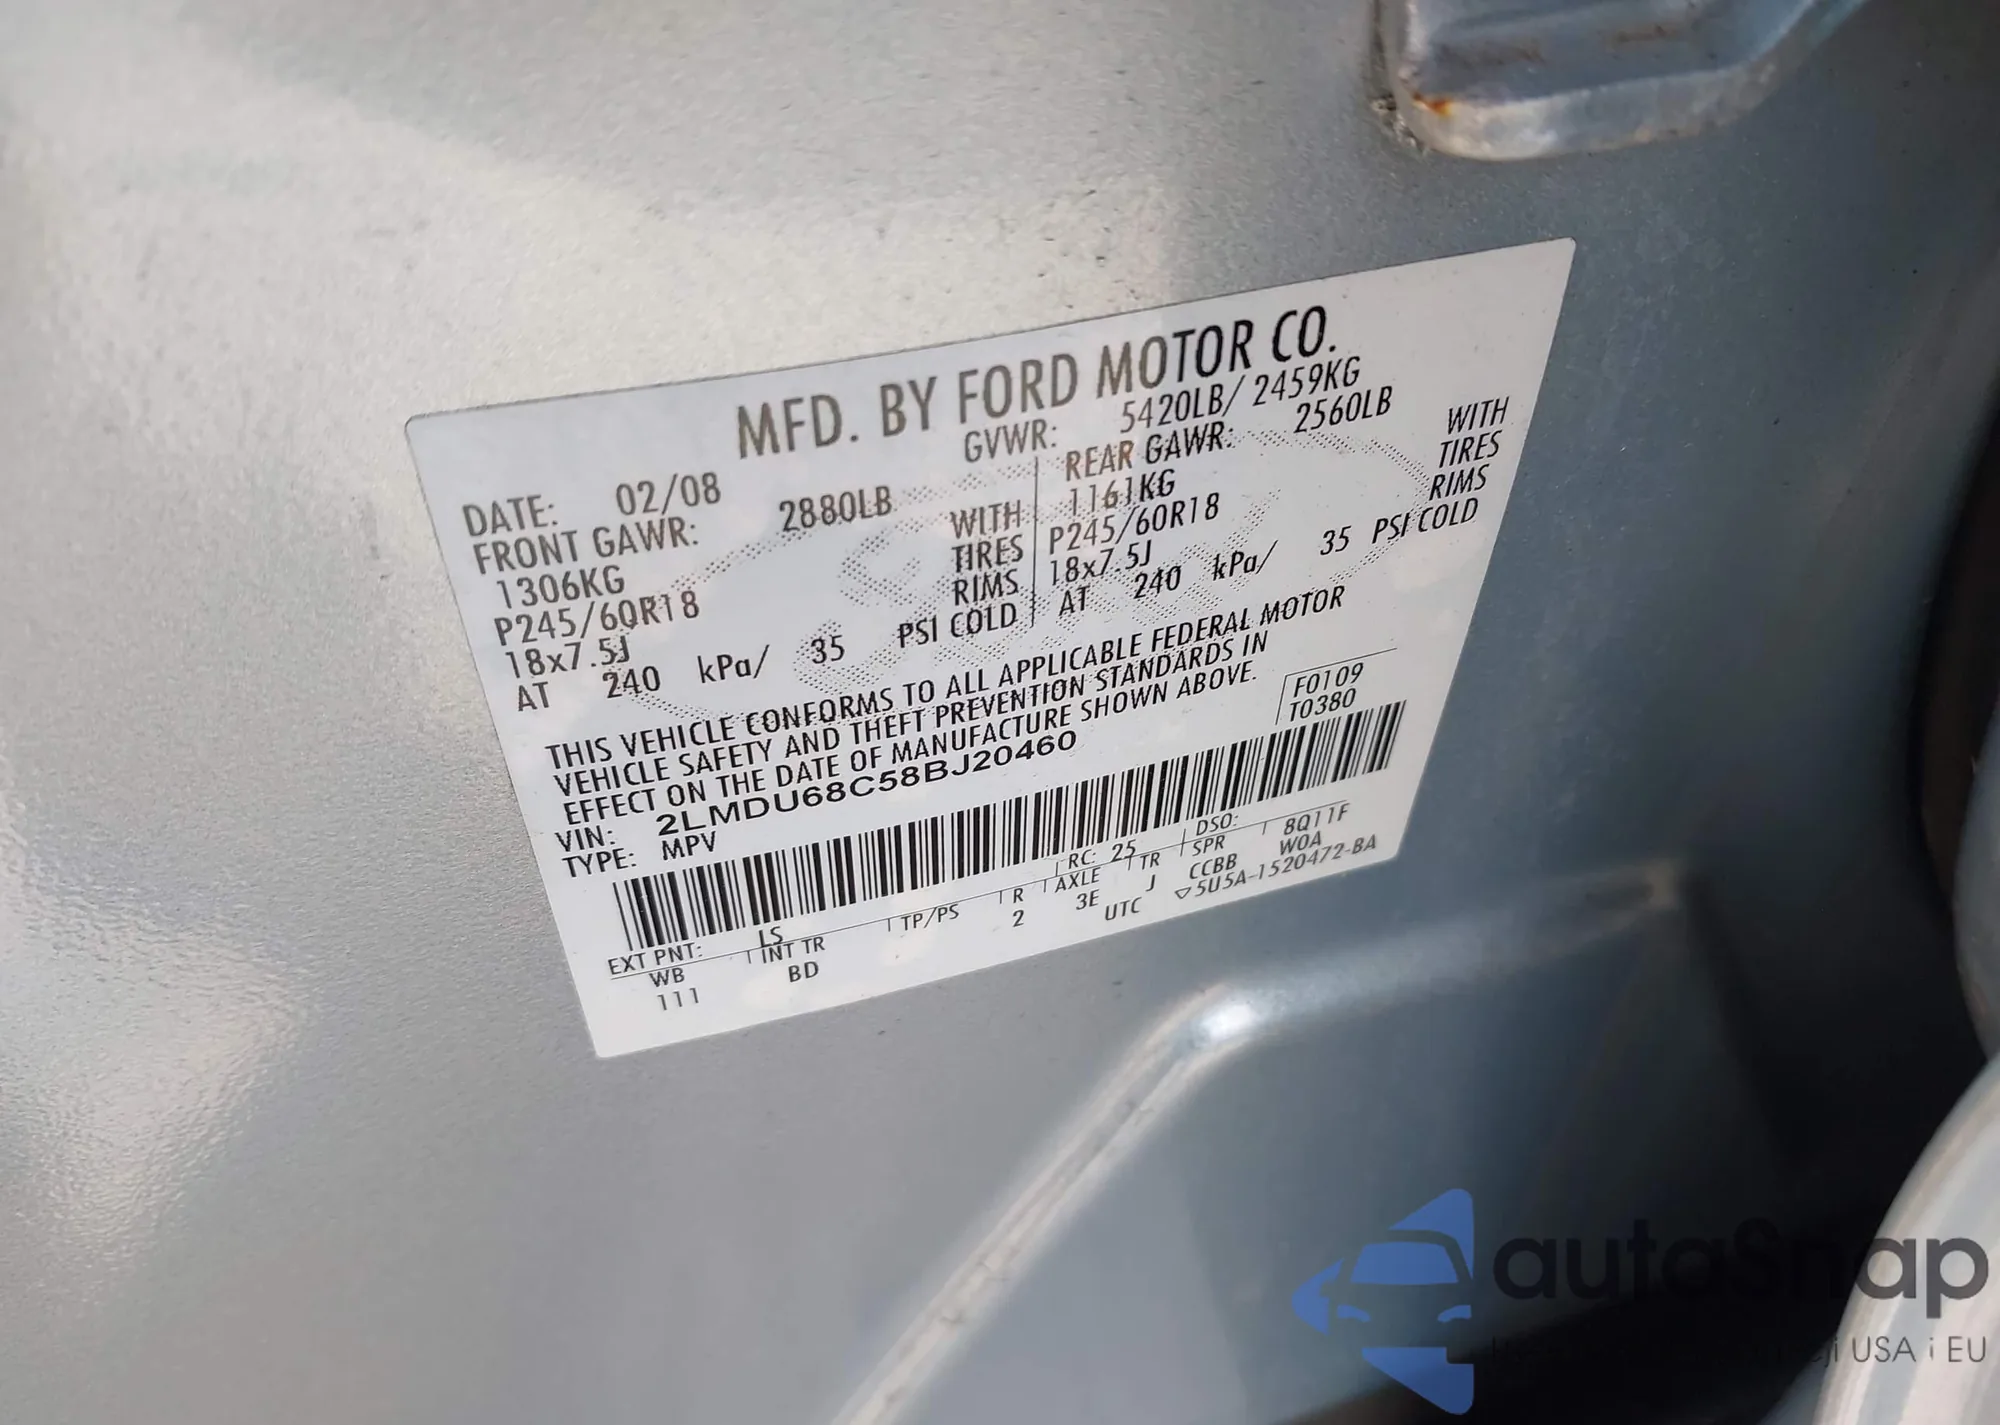 MFD. BY FORD MOTOR CO.
DATE: 02/08 GVWR: 5420LB/ 2459KG
FRONT GAWR: 2880LB REAR GAWR: 2560LB
1306KG WITH 1161KG WITH
P245/60R18 TIRES P245/60R18 TIRES
18x7.5J RIMS 18x7.5J RIMS
AT 240 kPa/ 35 PSI COLD AT 240 kPa/ 35 PSI COLD
THIS VEHICLE CONFORMS TO ALL APPLICABLE FEDERAL MOTOR
VEHICLE SAFETY AND THEFT PREVENTION STANDARDS IN
EFFECT ON THE DATE OF MANUFACTURE SHOWN ABOVE.
VIN: 2LMDU68C58BJ20460 F0109
TYPE: MPV T0380
EXT PNT: LS RC: 25 DSO:
WB INT TR TP/PS R AXLE TR SPR 8Q11F
111 BD 2 3E J CCBB WOA
UTC ▽5U5A-1520472-BA
autoSnap
USA i EU